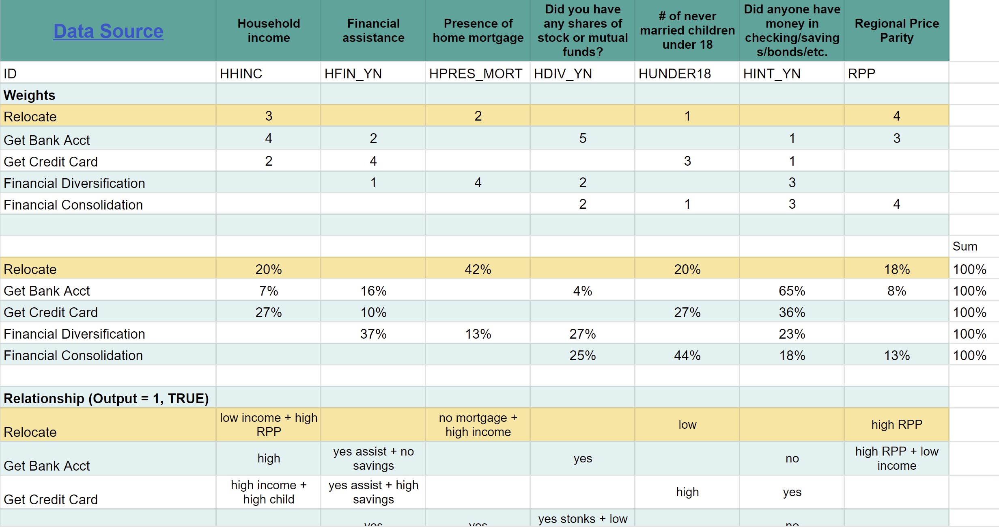 Data Source
Household
income
Financial
assistance
Presence of
home mortgage
Did you have
any shares of
stock or mutual
funds?
# of never
married children
under 18
Did anyone have
money in
checking/saving
s/bonds/etc.
Regional Price
Parity
ID HHINC HFIN_YN HPRES_MORT HDIV_YN HUNDER18 HINT_YN RPP
Weights
Relocate 3 2 1 4
Get Bank Acct 4 2 5 1 3
Get Credit Card 2 4 3 1
Financial Diversification 1 4 2 3
Financial Consolidation 2 1 3 4
Sum
Relocate 20% 42% 20% 18% 100%
Get Bank Acct 7% 16% 4% 65% 8% 100%
Get Credit Card 27% 10% 27% 36% 100%
Financial Diversification 37% 13% 27% 23% 100%
Financial Consolidation 25% 44% 18% 13% 100%
Relationship (Output = 1, TRUE)
Relocate
low income + high
RPP
no mortgage +
high income
low
high RPP
Get Bank Acct
high
yes assist + no
savings
yes
no
high RPP + low
income
Get Credit Card
high income +
high child
yes assist + high
savings
high
yes
yes
yes
yes stonks + low
no